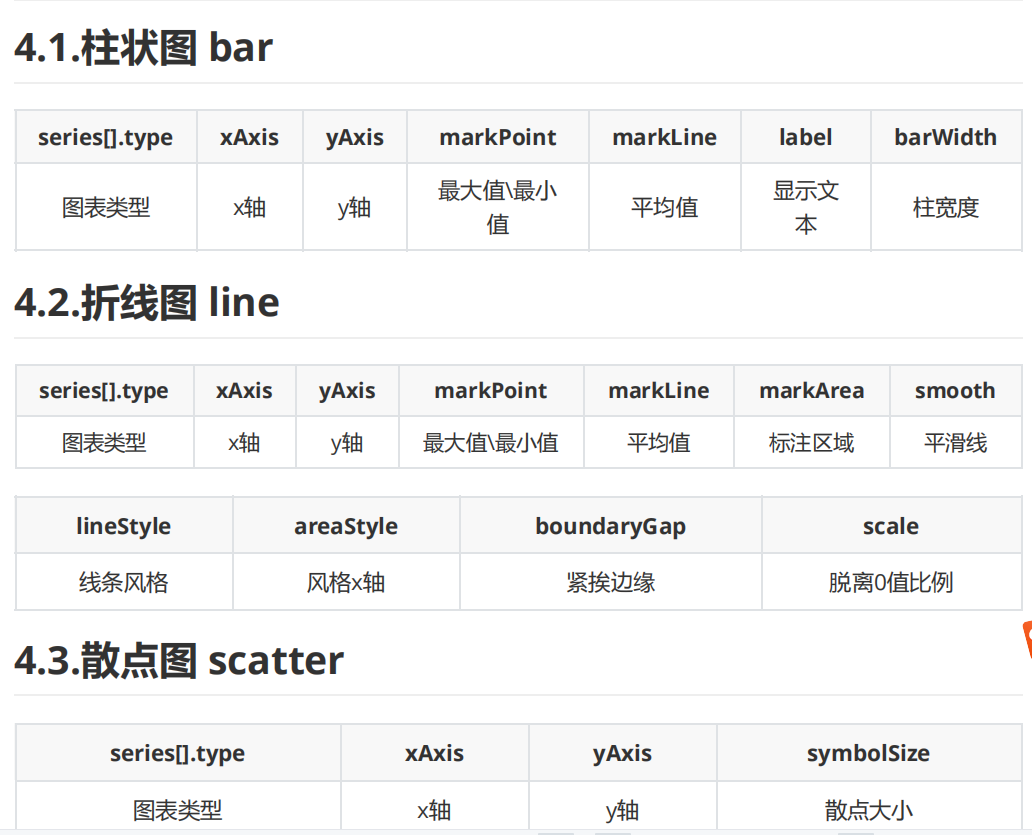 4.1.柱状图 bar
series[].type xAxis yAxis markPoint markLine label barWidth
图表类型 x轴 y轴 最大值\最小值 平均值 显示文本 柱宽度
4.2.折线图 line
series[].type xAxis yAxis markPoint markLine markArea smooth
图表类型 x轴 y轴 最大值\最小值 平均值 标注区域 平滑线
lineStyle areaStyle boundaryGap scale
线条风格 风格x轴 紧挨边缘 脱离0值比例
4.3.散点图 scatter
series[].type xAxis yAxis symbolSize
图表类型 x轴 y轴 散点大小